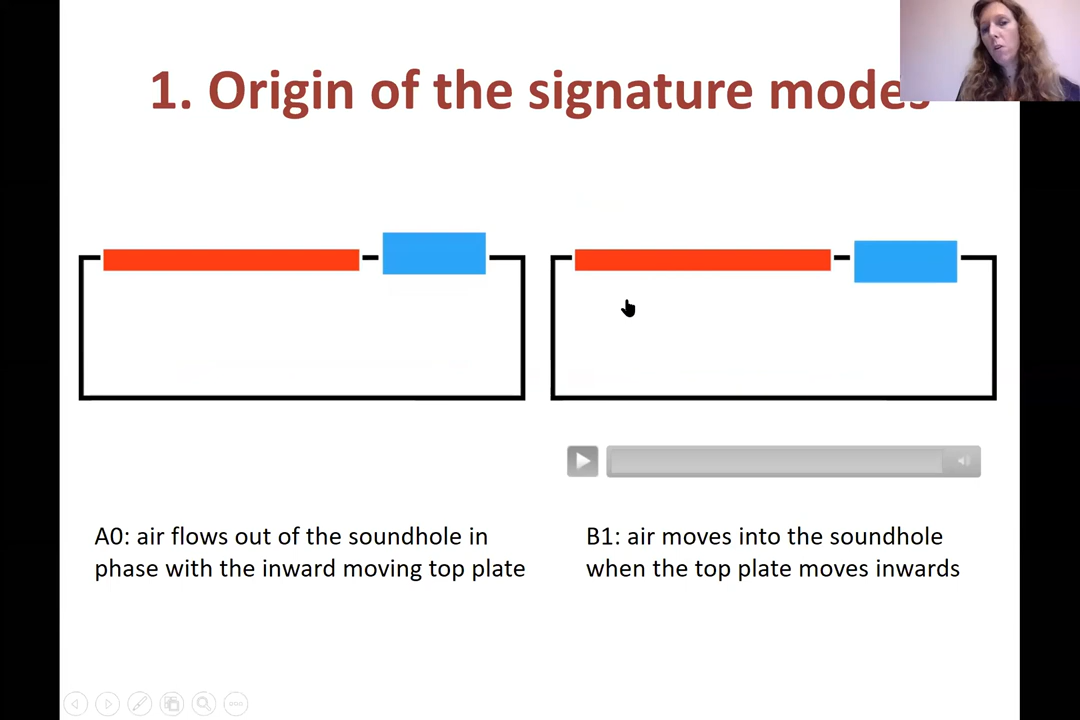 1. Origin of the signature modes
A0: air flows out of the soundhole in
phase with the inward moving top plate
B1: air moves into the soundhole
when the top plate moves inwards